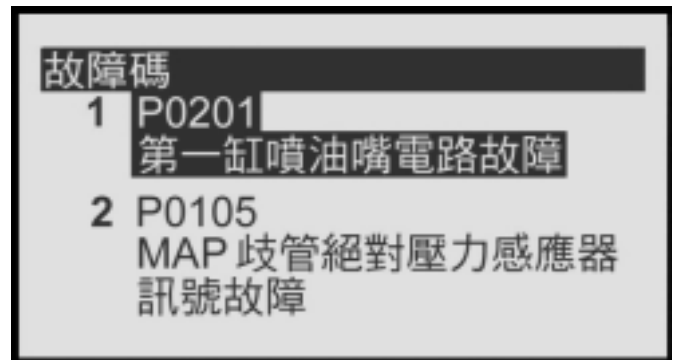 故障碼
1 P0201
第一缸噴油嘴電路故障
2 P0105
MAP 歧管絕對壓力感應器
訊號故障